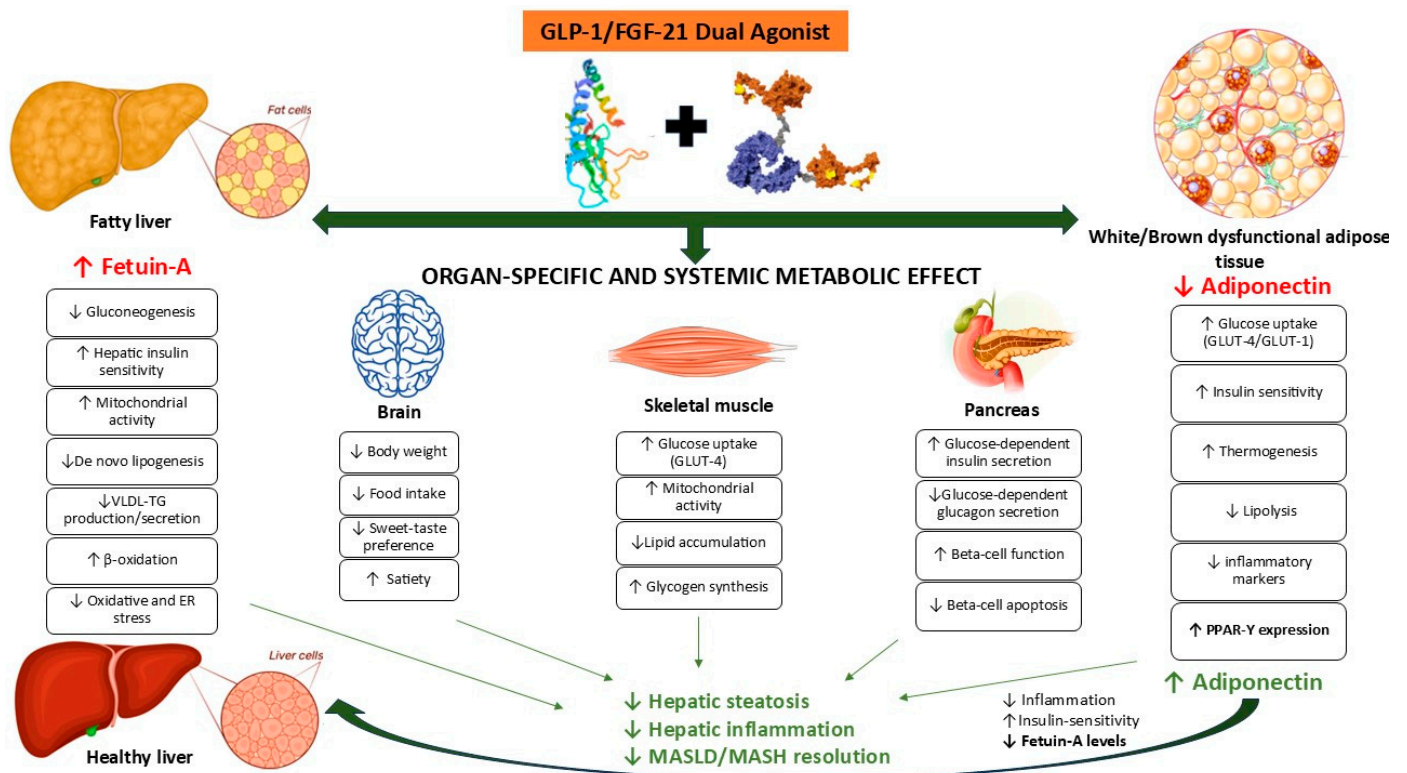 GLP-1/FGF-21 Dual Agonist
Fat cells
Fatty liver
White/Brown dysfunctional adipose
tissue
↑ Fetuin-A
↓ Adiponectin
ORGAN-SPECIFIC AND SYSTEMIC METABOLIC EFFECT
↓ Gluconeogenesis
↑ Hepatic insulin
sensitivity
↑ Mitochondrial
activity
↓De novo lipogenesis
↓VLDL-TG
production/secretion
↑ β-oxidation
↓ Oxidative and ER
stress
Brain
↓ Body weight
↓ Food intake
↓ Sweet-taste
preference
↑ Satiety
Skeletal muscle
↑ Glucose uptake
(GLUT-4)
↑ Mitochondrial
activity
↓Lipid accumulation
↑ Glycogen synthesis
Pancreas
↑ Glucose-dependent
insulin secretion
↓Glucose-dependent
glucagon secretion
↑ Beta-cell function
↓ Beta-cell apoptosis
↑ Glucose uptake
(GLUT-4/GLUT-1)
↑ Insulin sensitivity
↑ Thermogenesis
↓ Lipolysis
↓ inflammatory
markers
↑ PPAR-Y expression
↑ Adiponectin
Liver cells
Healthy liver
↓ Hepatic steatosis
↓ Hepatic inflammation
↓ MASLD/MASH resolution
↓ Inflammation
↑ Insulin-sensitivity
↓ Fetuin-A levels